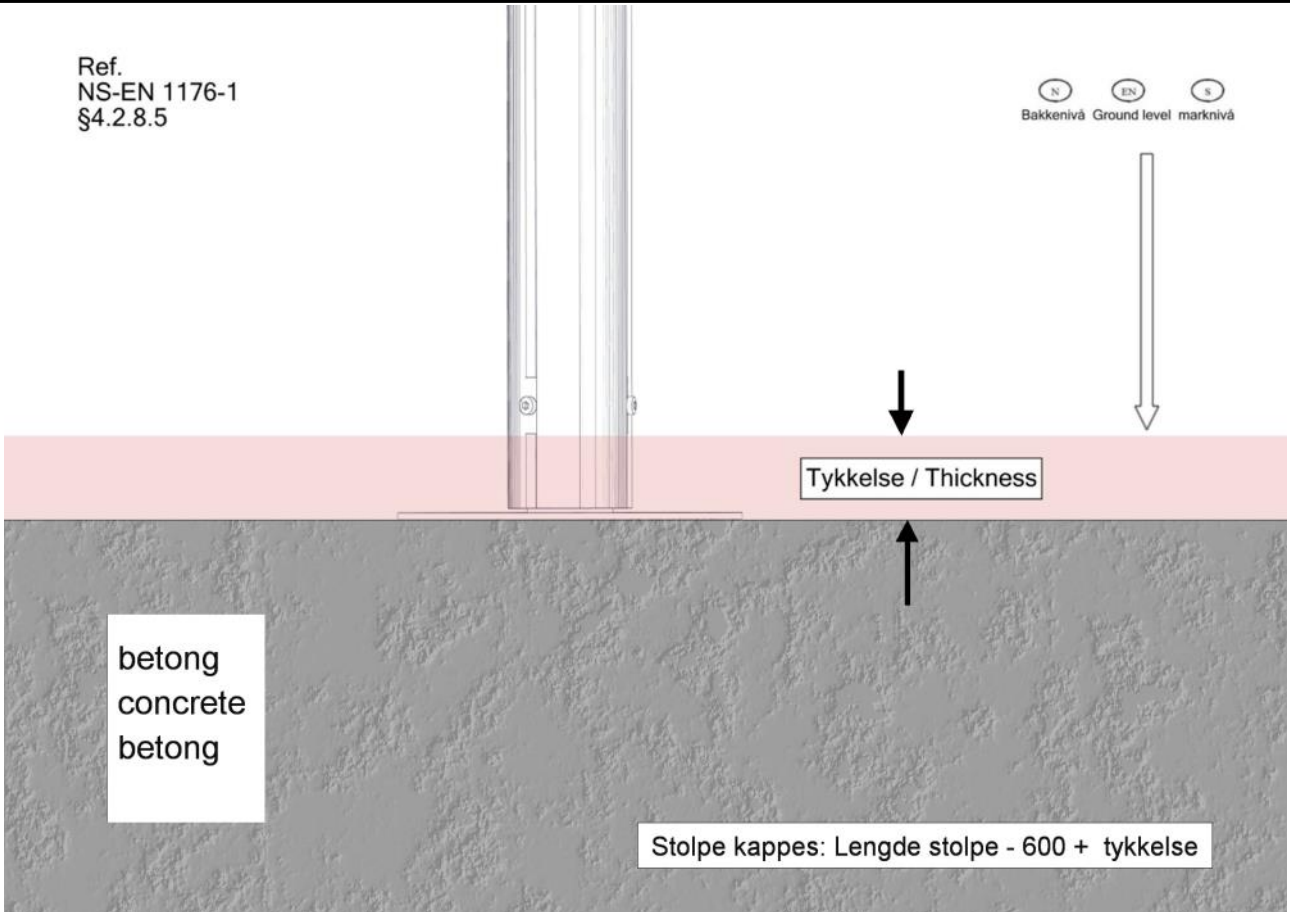 Ref.
NS-EN 1176-1
§4.2.8.5
N EN S
Bakkenivå Ground level marknivå
Tykkelse / Thickness
betong
concrete
betong
Stolpe kappes: Lengde stolpe - 600 + tykkelse